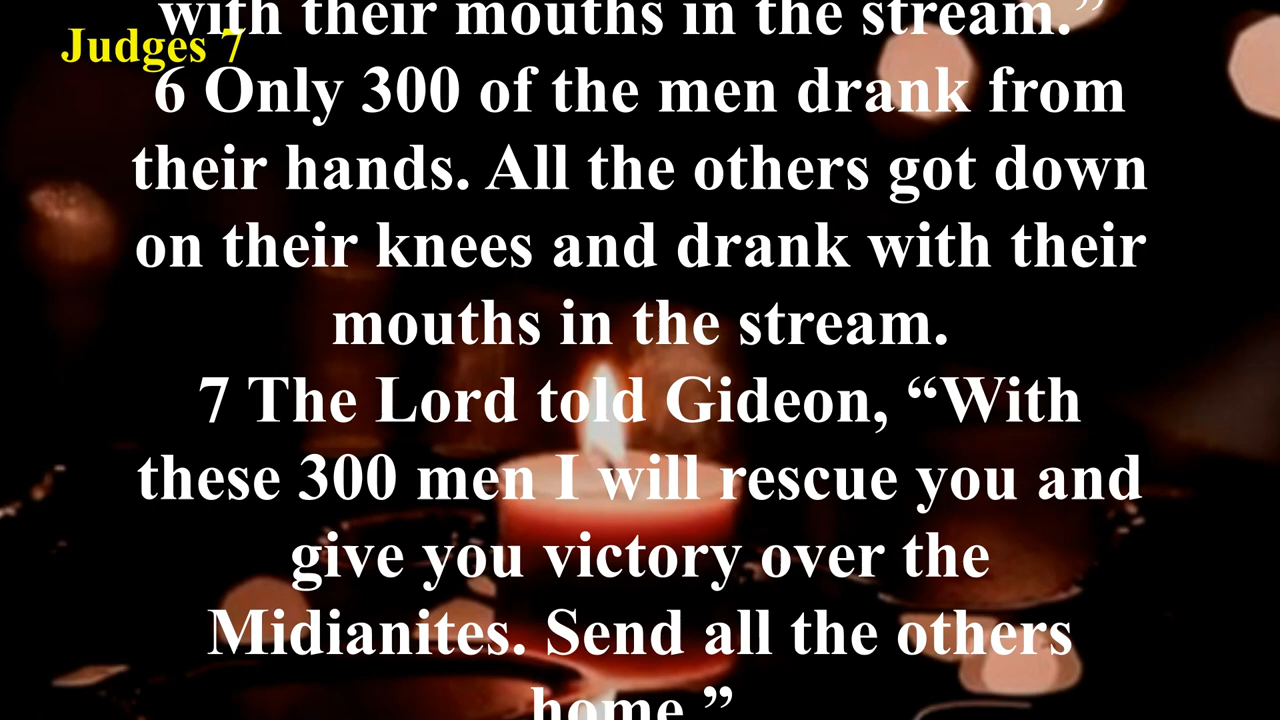 with their mouths in the stream.”
Judges 7
6 Only 300 of the men drank from
their hands. All the others got down
on their knees and drank with their
mouths in the stream.
7 The Lord told Gideon, “With
these 300 men I will rescue you and
give you victory over the
Midianites. Send all the others
home.”